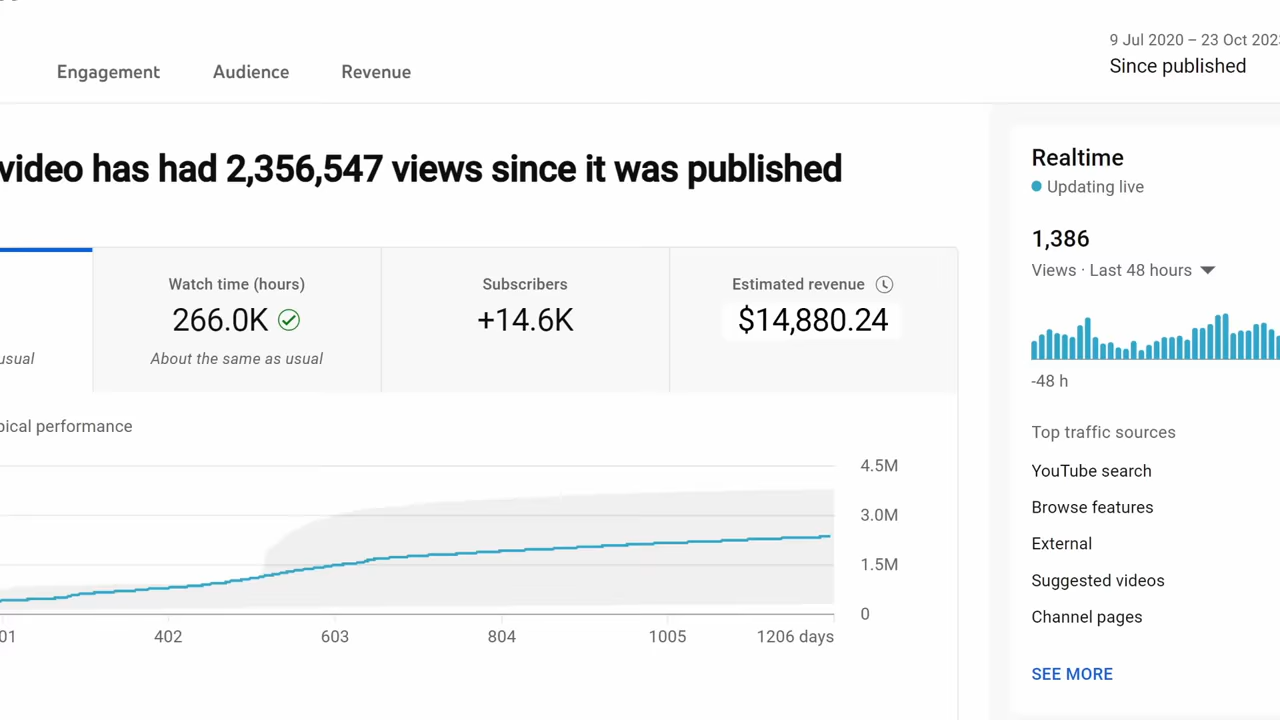 9 Jul 2020 – 23 Oct 202
Engagement Audience Revenue
Since published
video has had 2,356,547 views since it was published
Realtime
Updating live
1,386
Views · Last 48 hours
Watch time (hours) Subscribers Estimated revenue
266.0K +14.6K $14,880.24
usual About the same as usual
-48 h
pical performance
Top traffic sources
4.5M
YouTube search
3.0M
Browse features
External
1.5M
Suggested videos
0
Channel pages
01 402 603 804 1005 1206 days
SEE MORE